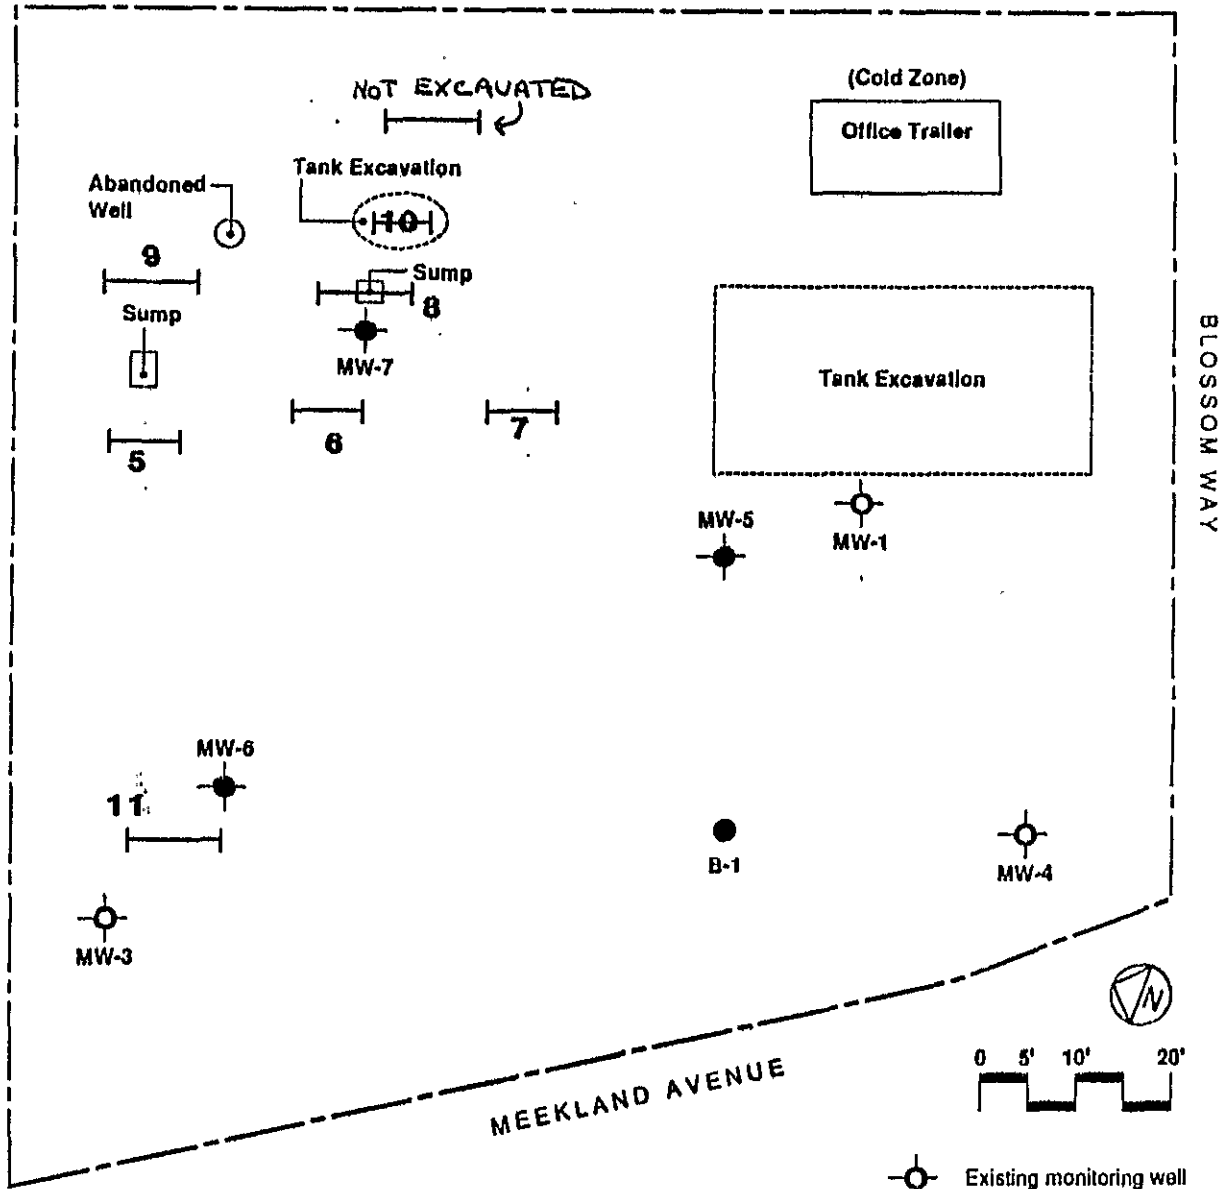 NOT EXCAVATED
(Cold Zone)
Office Trailer
Tank Excavation
Abandoned
Well
10
9
Sump
8
Sump
MW-7
Tank Excavation
BLOSSOM WAY
6
7
5
MW-5
MW-1
MW-6
11
B-1
MW-4
MW-3
N
MEEKLAND AVENUE
0 5' 10' 20'
Existing monitoring well